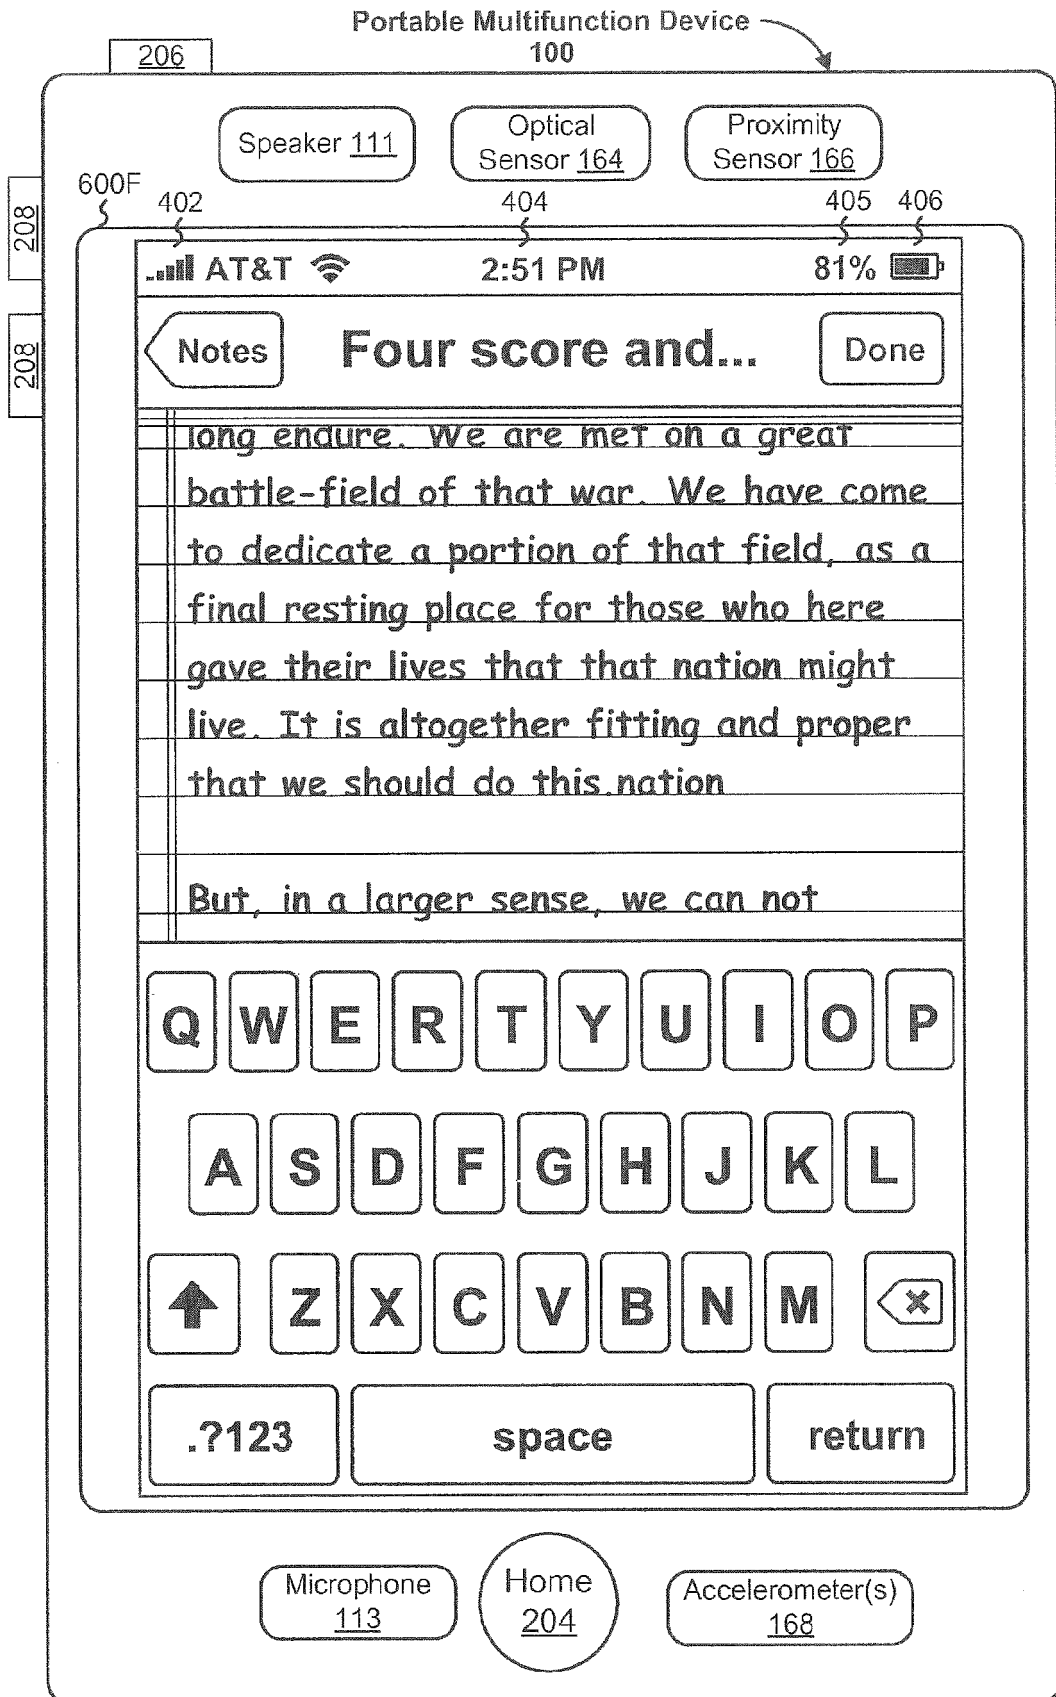 Portable Multifunction Device
100
206
Speaker 111
Optical
Sensor 164
Proximity
Sensor 166
208
208
600F
402
404
405
406
AT&T
2:51 PM
81%
Notes
Four score and...
Done
long endure. We are met on a great
battle-field of that war. We have come
to dedicate a portion of that field, as a
final resting place for those who here
gave their lives that that nation might
live. It is altogether fitting and proper
that we should do this.nation
But, in a larger sense, we can not
Q W E R T Y U I O P
A S D F G H J K L
Z X C V B N M
.?123 space return
Microphone
113
Home
204
Accelerometer(s)
168